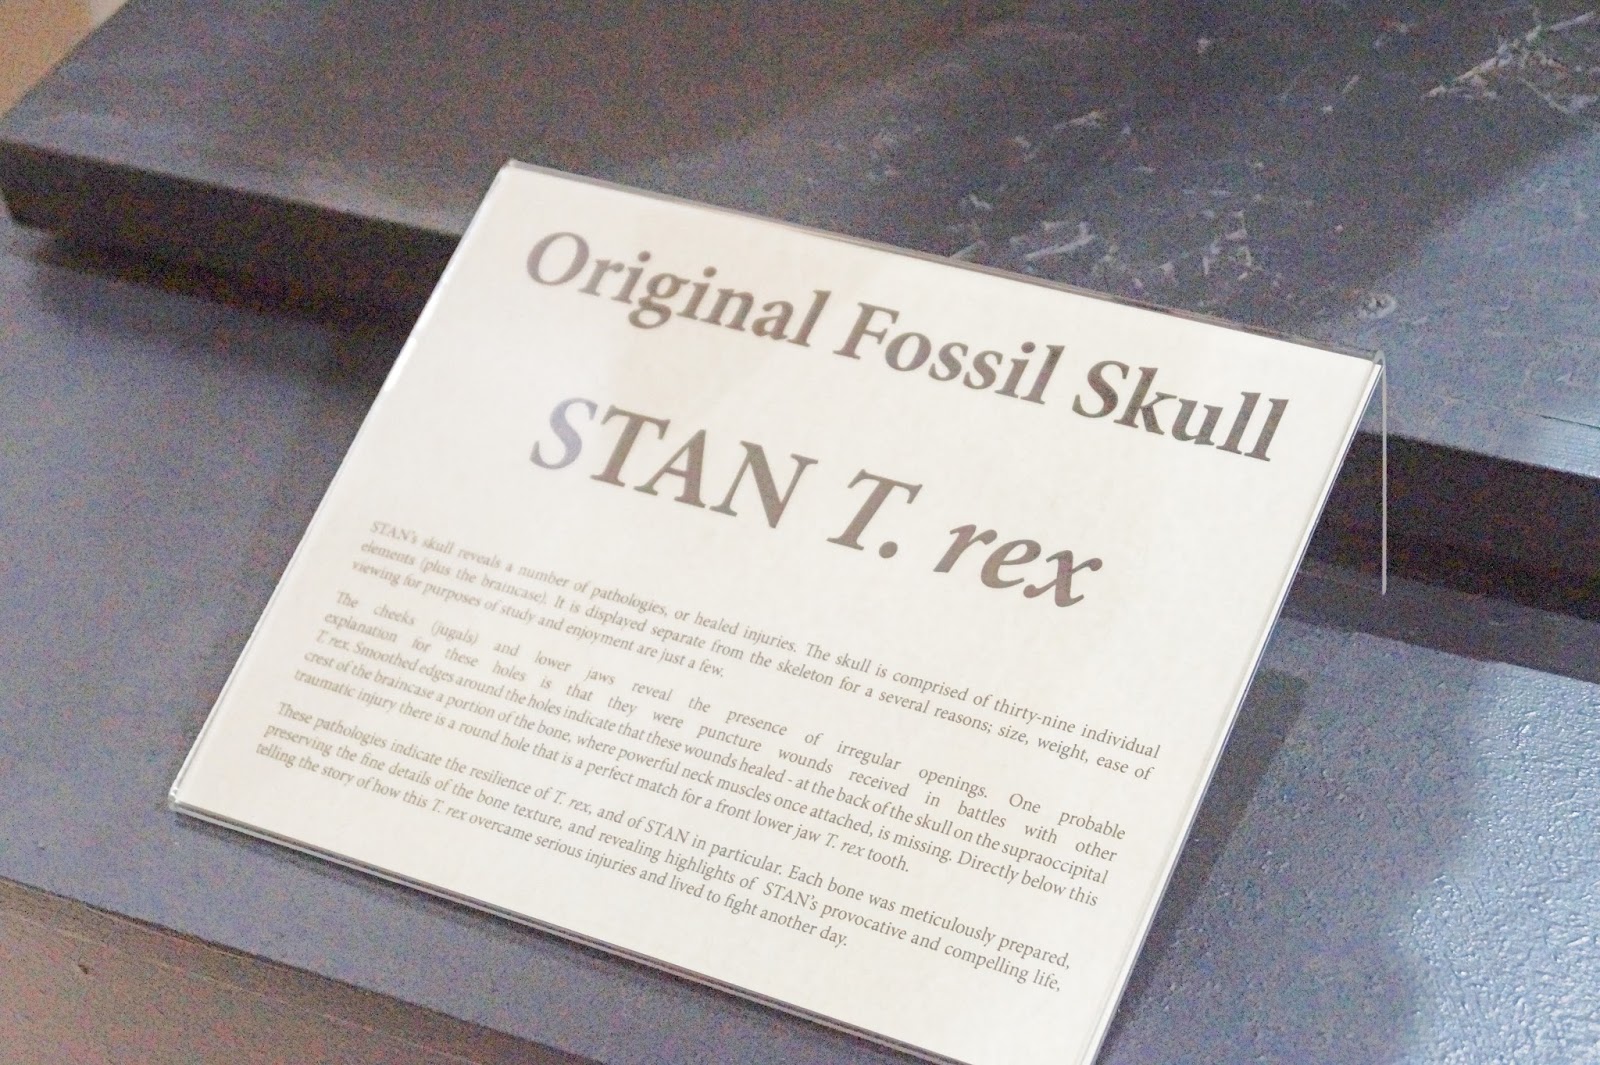 Original Fossil Skull
STAN T. rex
STAN's skull reveals a number of pathologies, or healed injuries. The skull is comprised of thirty-nine individual
elements (plus the braincase). It is displayed separate from the skeleton for a several reasons; size, weight, ease of
viewing for purposes of study and enjoyment are just a few.
The cheeks (jugals) and lower jaws reveal the presence of irregular openings. One probable
explanation for these holes is that they were puncture wounds received in battles with other
T. rex. Smoothed edges around the holes indicate that these wounds healed - at the back of the skull on the supraoccipital
crest of the braincase a portion of the bone, where powerful neck muscles once attached, is missing. Directly below this
traumatic injury there is a round hole that is a perfect match for a front lower jaw T. rex tooth.
These pathologies indicate the resilience of T. rex, and of STAN in particular. Each bone was meticulously prepared,
preserving the fine details of the bone texture, and revealing highlights of STAN's provocative and compelling life,
telling the story of how this T. rex overcame serious injuries and lived to fight another day.